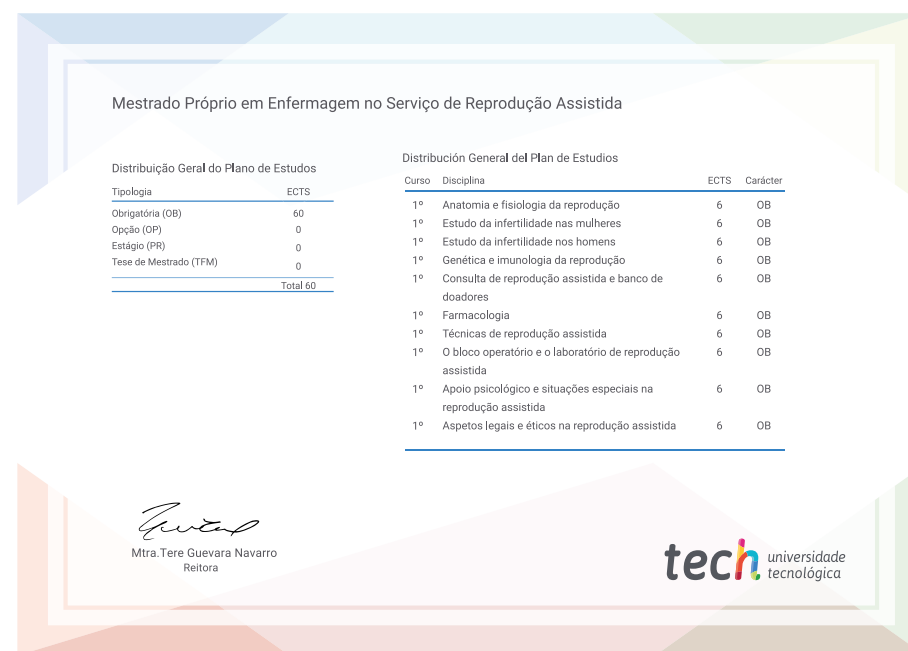 Mestrado Próprio em Enfermagem no Serviço de Reprodução Assistida
Distribuição Geral do Plano de Estudos
Tipologia ECTS
Obrigatória (OB) 60
Opção (OP) 0
Estágio (PR) 0
Tese de Mestrado (TFM) 0
Total 60
Distribución General del Plan de Estudios
Curso Disciplina ECTS Carácter
1º Anatomia e fisiologia da reprodução 6 OB
1º Estudo da infertilidade nas mulheres 6 OB
1º Estudo da infertilidade nos homens 6 OB
1º Genética e imunologia da reprodução 6 OB
1º Consulta de reprodução assistida e banco de 6 OB
doadores
1º Farmacologia 6 OB
1º Técnicas de reprodução assistida 6 OB
1º O bloco operatório e o laboratório de reprodução 6 OB
assistida
1º Apoio psicológico e situações especiais na 6 OB
reprodução assistida
1º Aspetos legais e éticos na reprodução assistida 6 OB
Mtra.Tere Guevara Navarro
Reitora
tech universidade
tecnológica